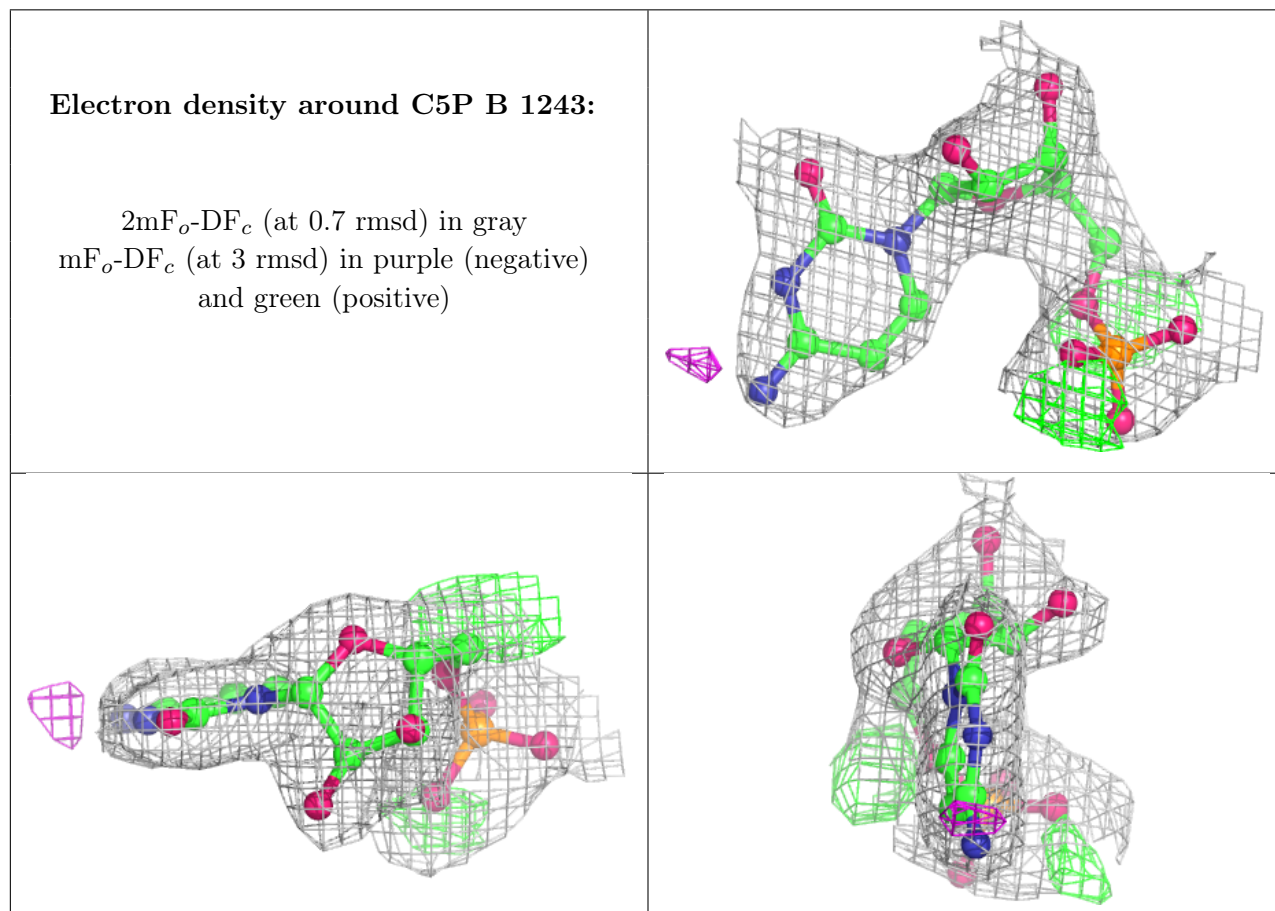 Electron density around C5P B 1243:
2mFo-DFc (at 0.7 rmsd) in gray
mFo-DFc (at 3 rmsd) in purple (negative)
and green (positive)